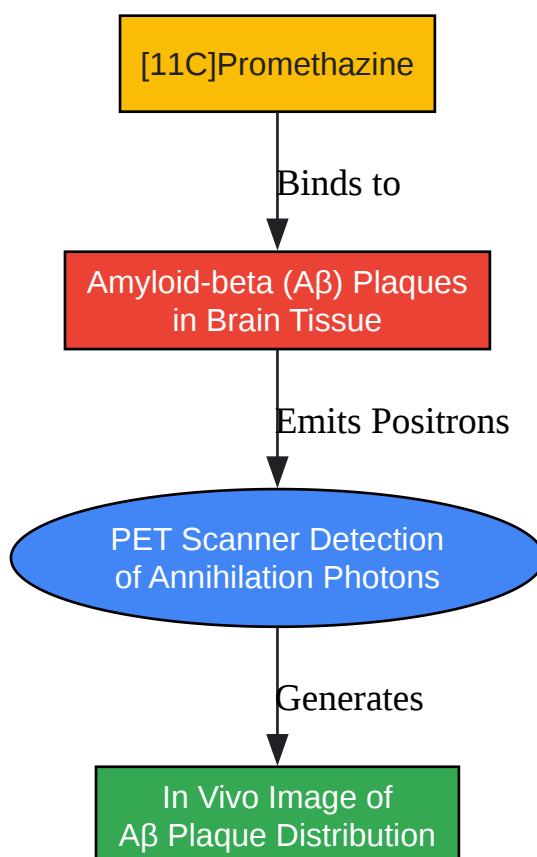 [11C]Promethazine
Binds to
Amyloid-beta (Aβ) Plaques
in Brain Tissue
Emits Positrons
PET Scanner Detection
of Annihilation Photons
Generates
In Vivo Image of
Aβ Plaque Distribution